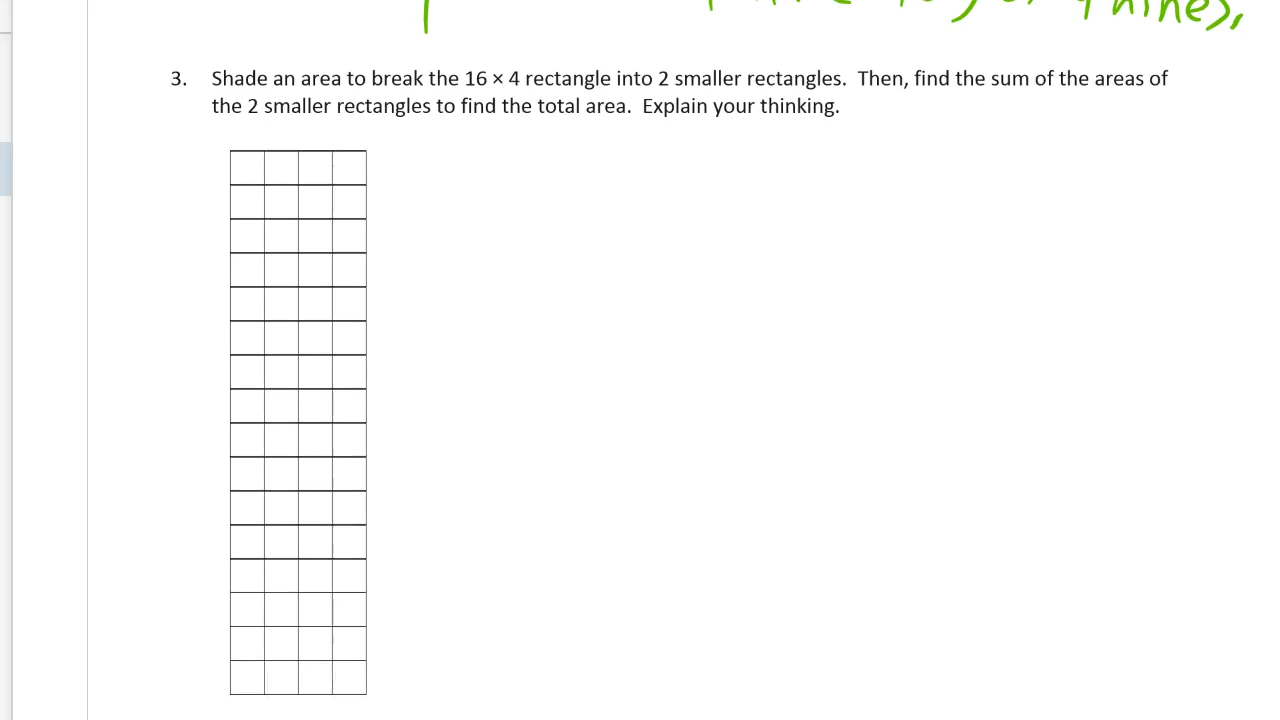 3. Shade an area to break the 16 × 4 rectangle into 2 smaller rectangles. Then, find the sum of the areas of
the 2 smaller rectangles to find the total area. Explain your thinking.